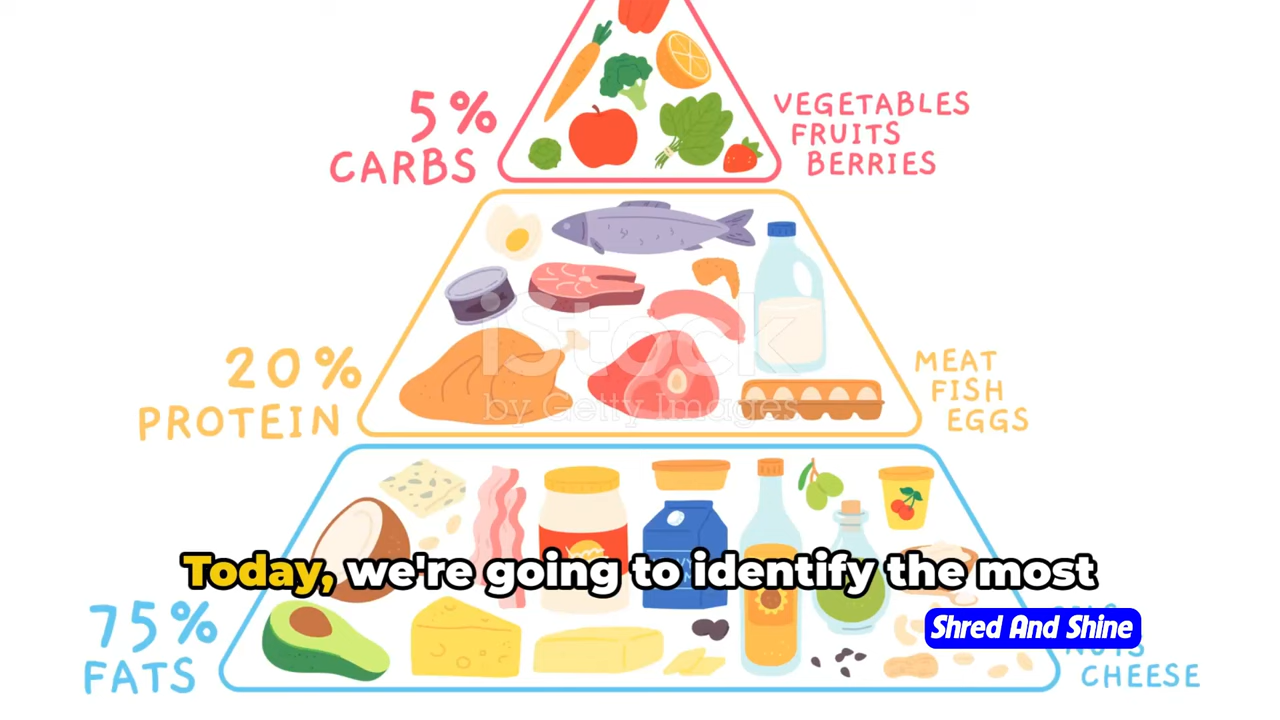 5%
CARBS
VEGETABLES
FRUITS
BERRIES
20%
PROTEIN
MEAT
FISH
EGGS
iStock
by Getty Images
Today, we're going to identify the most
Shred And Shine
75%
FATS
NUTS
CHEESE